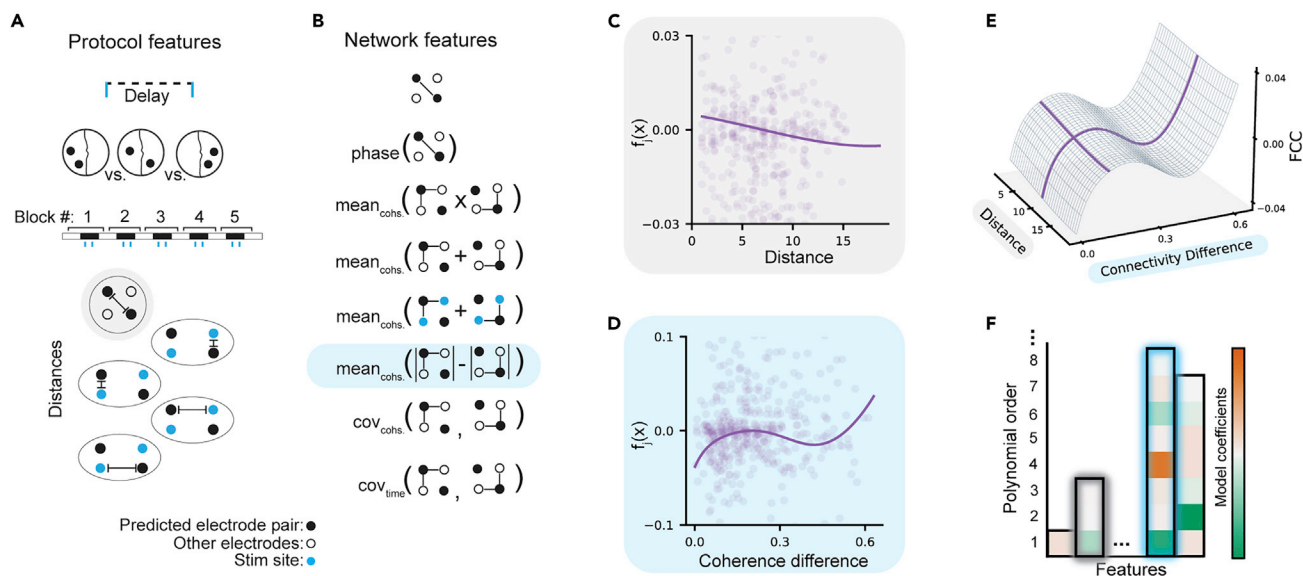 A
Protocol features
Delay
vs.
vs.
Block #: 1 2 3 4 5
Distances
Predicted electrode pair:
Other electrodes:
Stim site:
B
Network features
phase( )
mean cohs. ( x )
mean cohs. ( + )
mean cohs. ( + )
mean cohs. (| | - | |)
cov cohs. ( , )
cov time ( , )
C
0.03
0.00
−0.03
fj(x)
0 5 10 15
Distance
D
0.1
0.0
−0.1
fj(x)
0.0 0.3 0.6
Coherence difference
E
0.04
0.00
−0.04
FCC
5
10
15
Distance
0.0
0.3
0.6
Connectivity Difference
F
...
8
7
6
5
4
3
2
1
Polynomial order
...
Features
Model coefficients